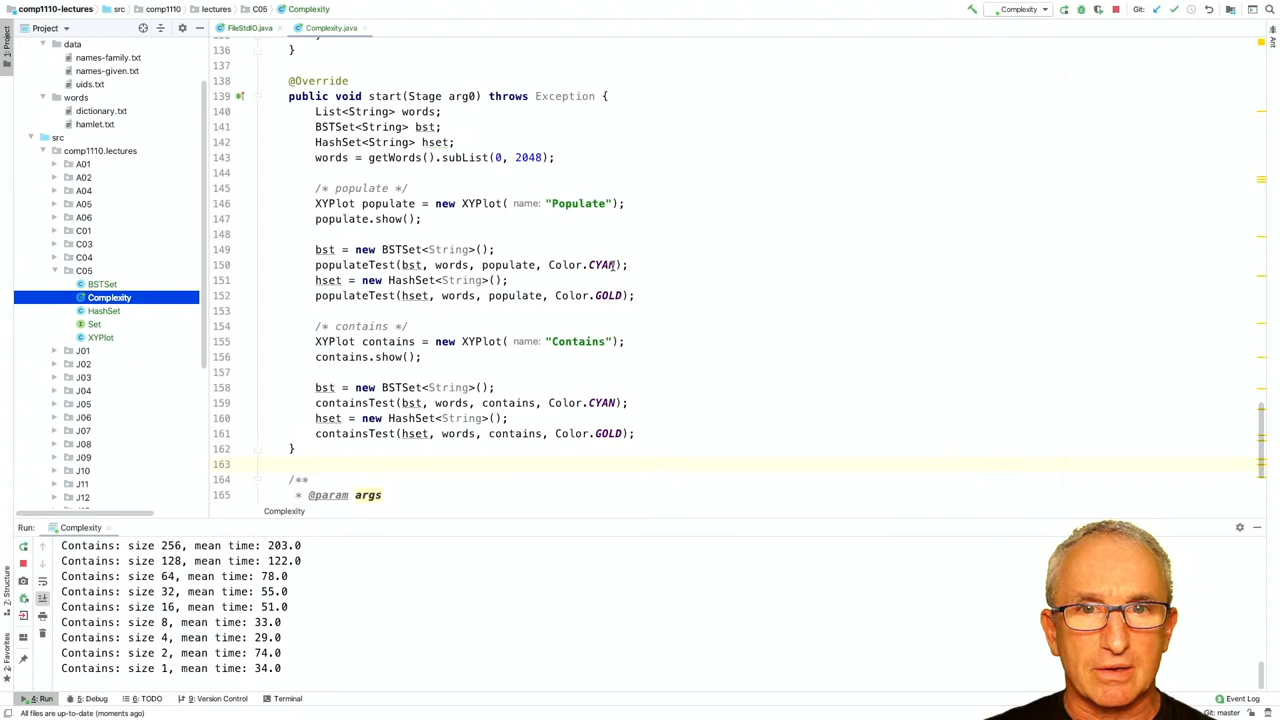 comp1110-lectures src comp1110 lectures C05 Complexity
Complexity Git:
Project FileStdIO.java Complexity.java
1: Project
Ant
data
names-family.txt
names-given.txt
uids.txt
words
dictionary.txt
hamlet.txt
src
comp1110.lectures
A01
A02
A04
A05
A06
C01
C03
C04
C05
BSTSet
Complexity
HashSet
Set
XYPlot
J01
J02
J03
J04
J05
J06
J07
J08
J09
J10
J11
J12
136 }
137
138 @Override
139 public void start(Stage arg0) throws Exception {
140 List<String> words;
141 BSTSet<String> bst;
142 HashSet<String> hset;
143 words = getWords().subList(0, 2048);
144
145 /* populate */
146 XYPlot populate = new XYPlot( name: "Populate");
147 populate.show();
148
149 bst = new BSTSet<String>();
150 populateTest(bst, words, populate, Color.CYAN);
151 hset = new HashSet<String>();
152 populateTest(hset, words, populate, Color.GOLD);
153
154 /* contains */
155 XYPlot contains = new XYPlot( name: "Contains");
156 contains.show();
157
158 bst = new BSTSet<String>();
159 containsTest(bst, words, contains, Color.CYAN);
160 hset = new HashSet<String>();
161 containsTest(hset, words, contains, Color.GOLD);
162 }
163
164 /**
165 * @param args
Complexity
Run: Complexity
Contains: size 256, mean time: 203.0
Contains: size 128, mean time: 122.0
Contains: size 64, mean time: 78.0
Contains: size 32, mean time: 55.0
Contains: size 16, mean time: 51.0
Contains: size 8, mean time: 33.0
Contains: size 4, mean time: 29.0
Contains: size 2, mean time: 74.0
Contains: size 1, mean time: 34.0
7: Structure
2: Favorites
4: Run 5: Debug 6: TODO 9: Version Control Terminal Event Log
All files are up-to-date (moments ago) Git: master